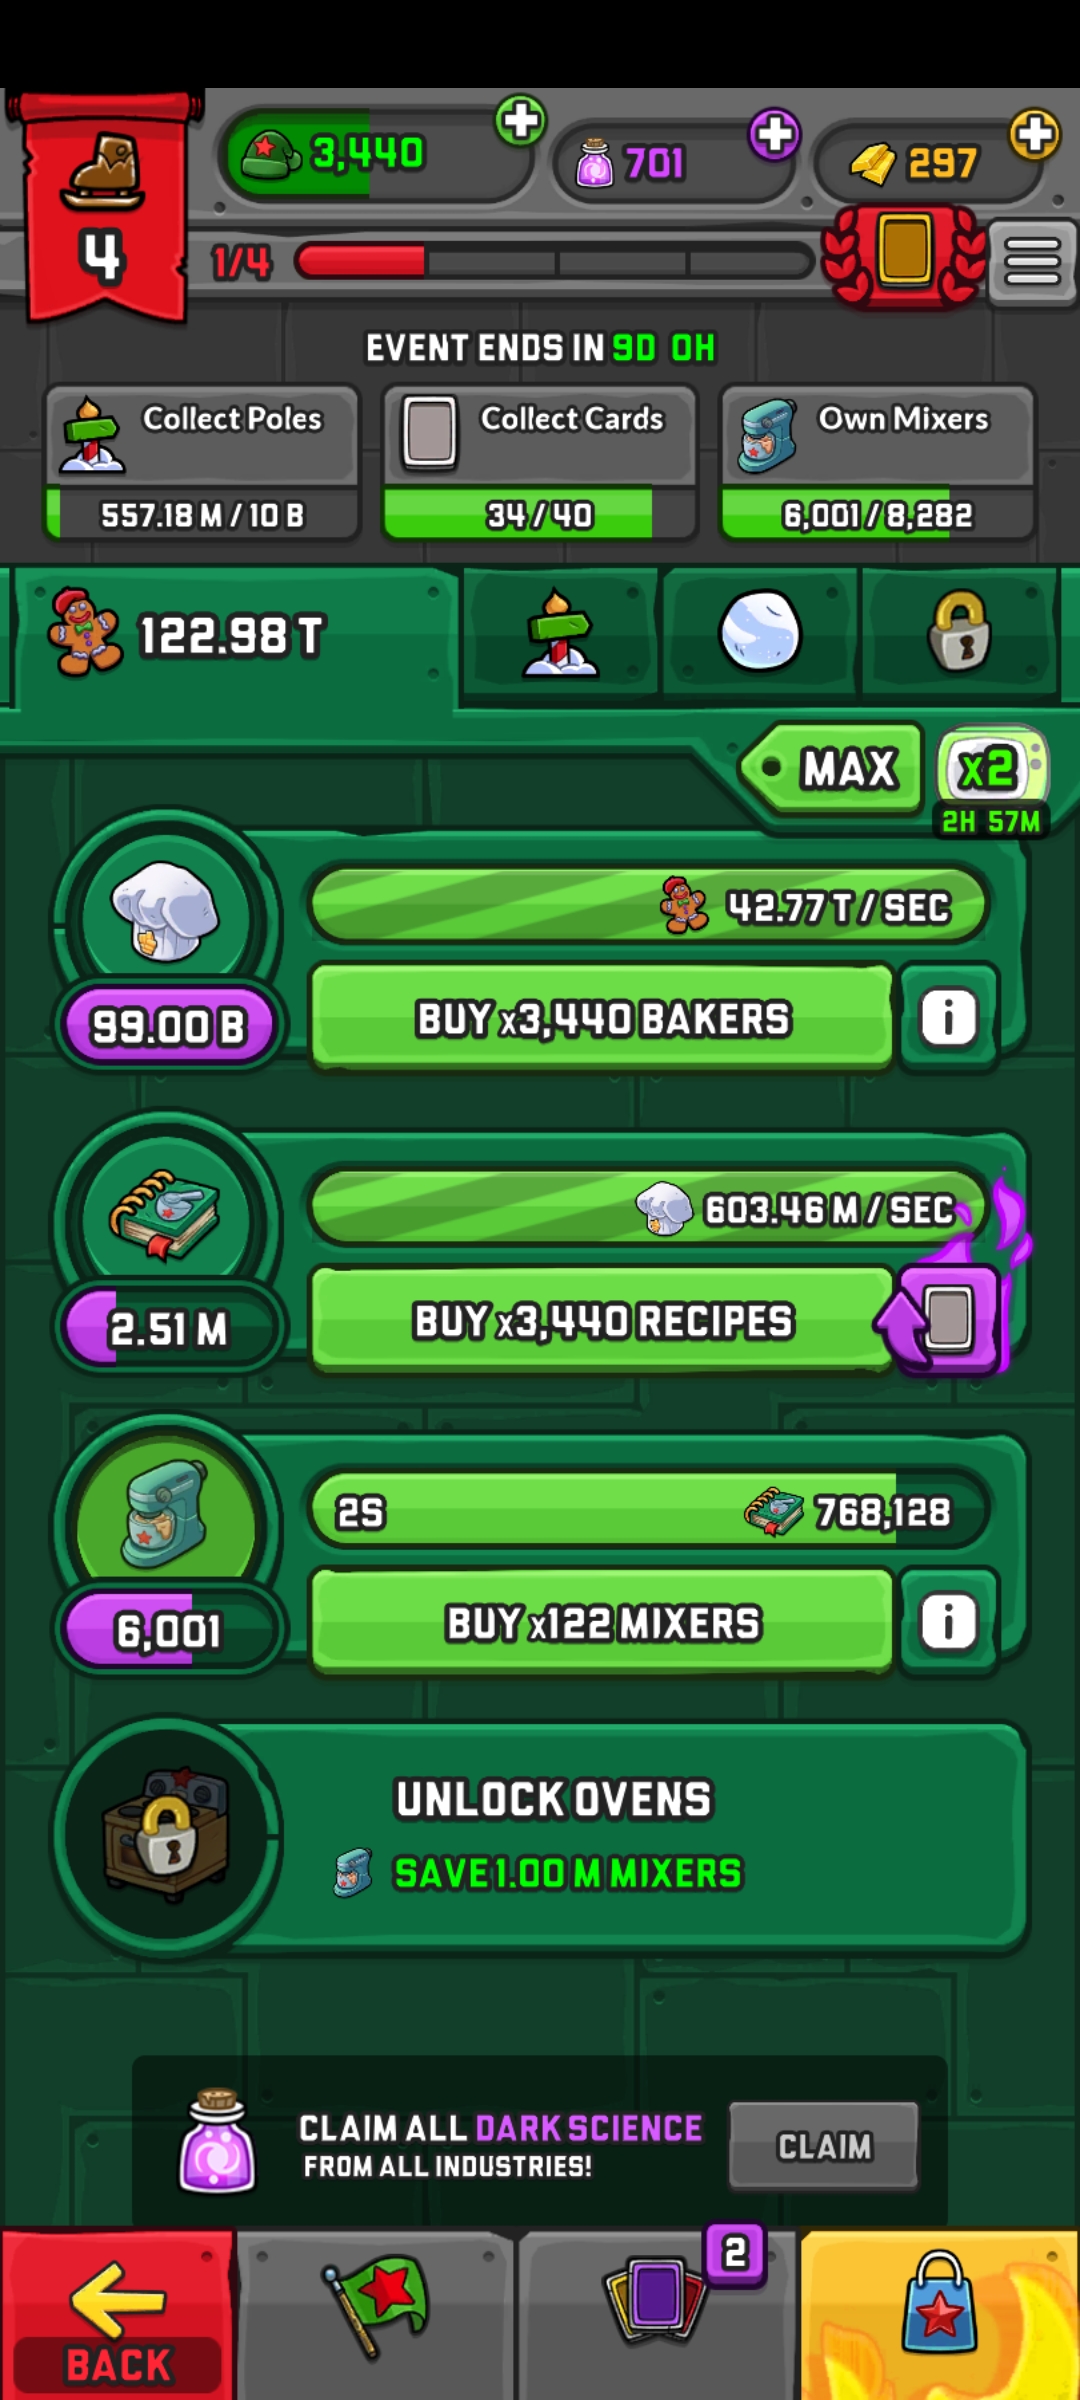 3,440
701
297
4
1/4
EVENT ENDS IN 9D 0H
Collect Poles
557.18 M / 10 B
Collect Cards
34 / 40
Own Mixers
6,001 / 8,282
122.98 T
MAX
x2
2H 57M
42.77 T / SEC
99.00 B
BUY x3,440 BAKERS
i
603.46 M / SEC
2.51 M
BUY x3,440 RECIPES
2S
768,128
6,001
BUY x122 MIXERS
i
UNLOCK OVENS
SAVE 1.00 M MIXERS
CLAIM ALL DARK SCIENCE
FROM ALL INDUSTRIES!
CLAIM
2
BACK